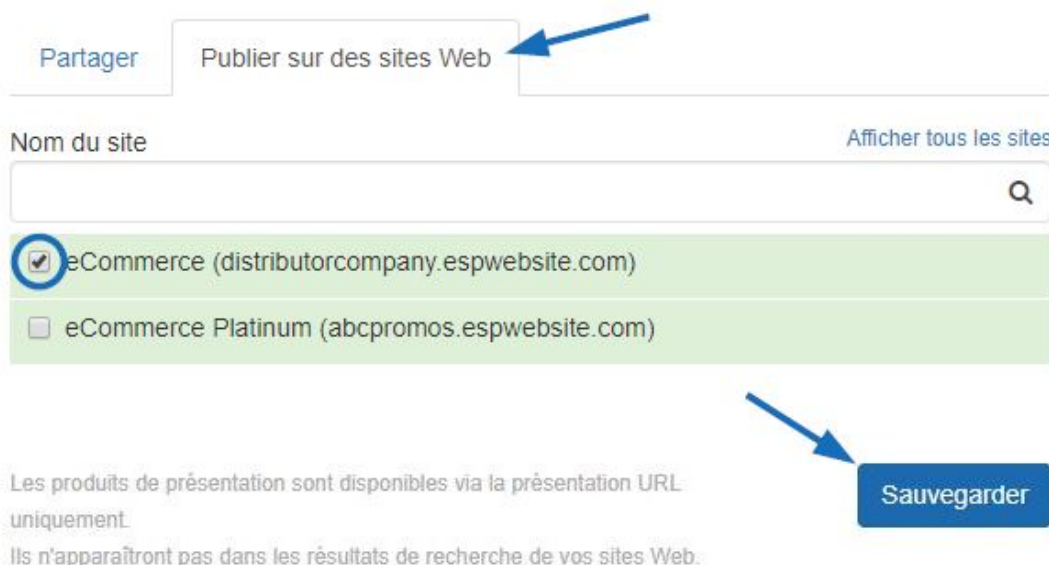 Partager
Publier sur des sites Web
Nom du site
Afficher tous les sites
eCommerce (distributorcompany.espwebsite.com)
eCommerce Platinum (abcpromos.espwebsite.com)
Les produits de présentation sont disponibles via la présentation URL
uniquement.
Ils n'apparaîtront pas dans les résultats de recherche de vos sites Web.
Sauvegarder